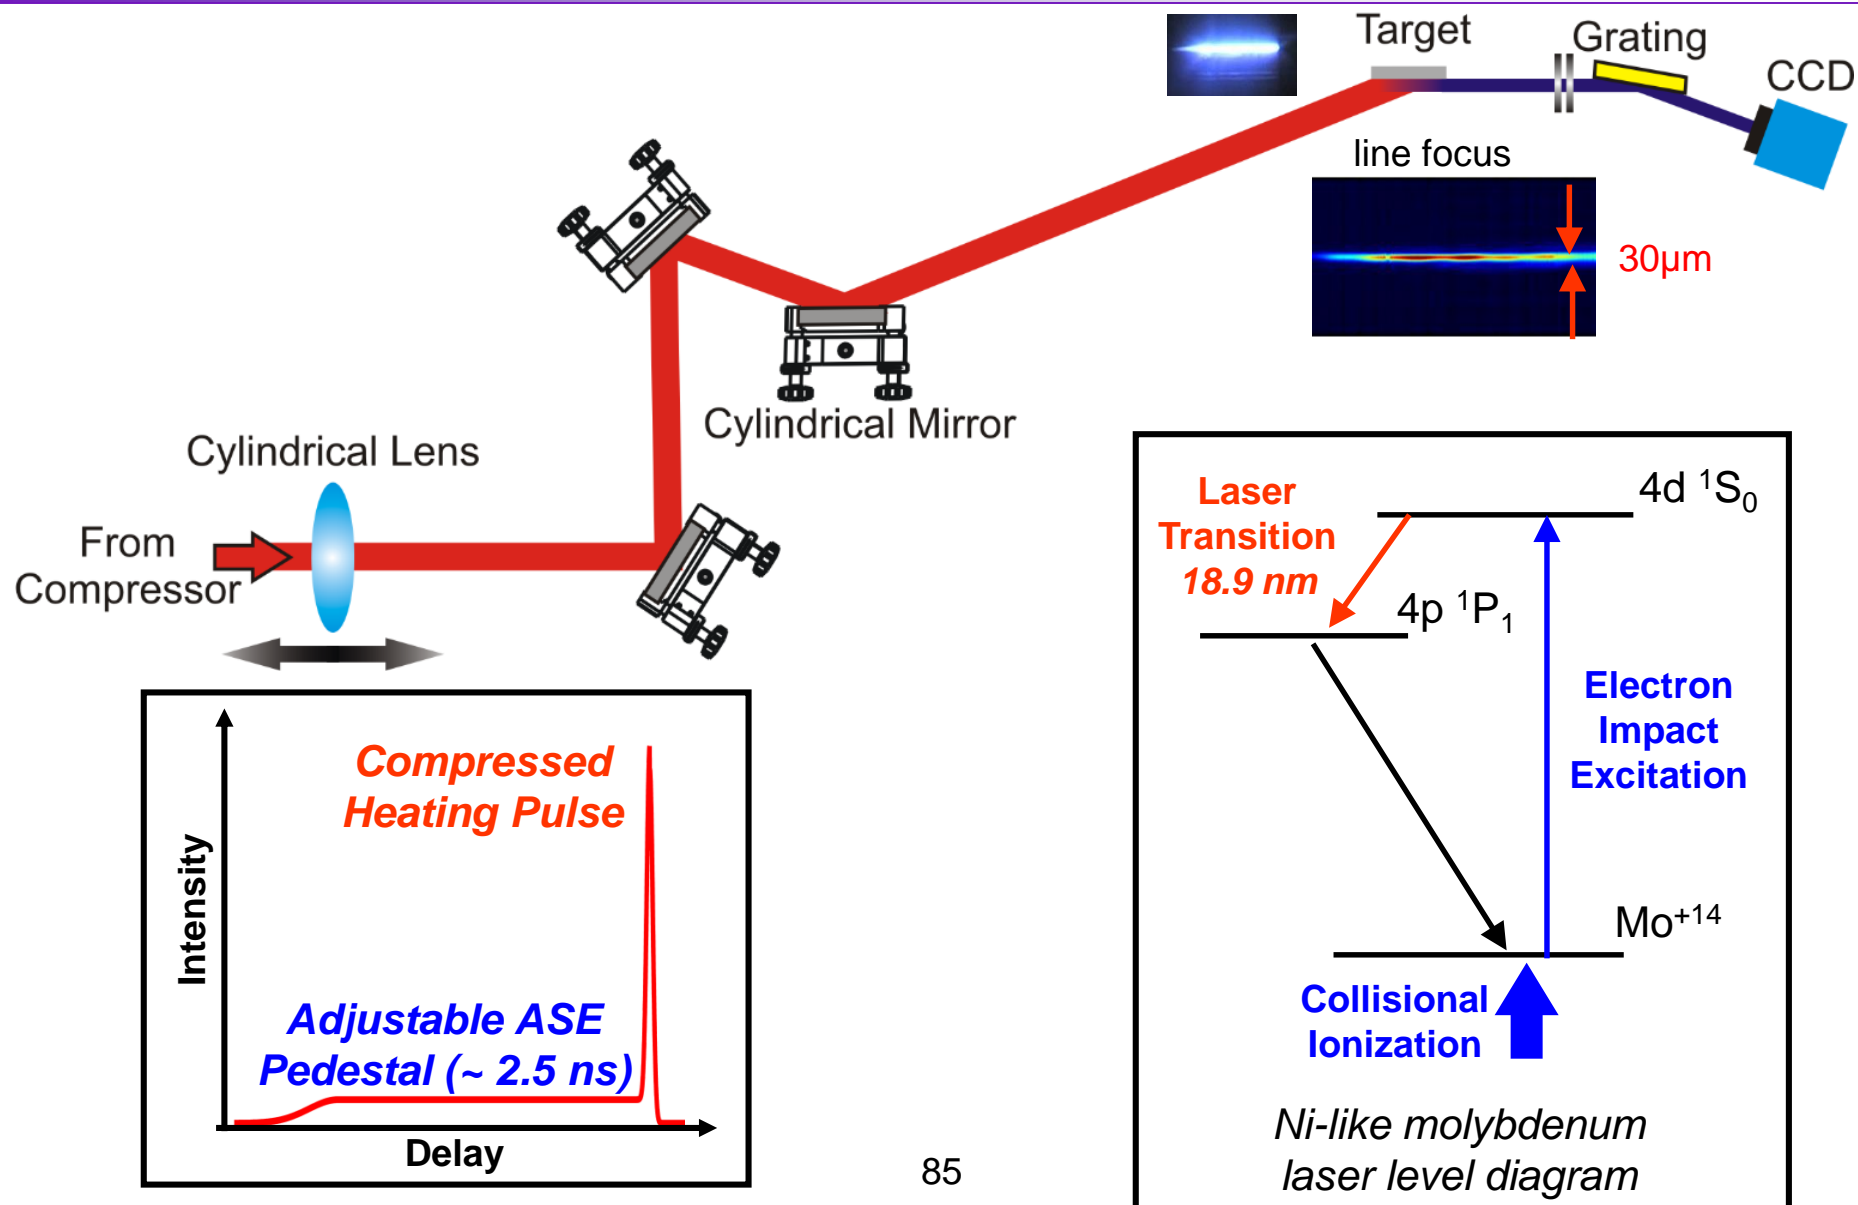 Target
Grating
CCD
line focus
30µm
Cylindrical Mirror
Cylindrical Lens
From
Compressor
Laser
Transition
18.9 nm
4d ¹S₀
4p ¹P₁
Electron
Impact
Excitation
Mo⁺¹⁴
Collisional
Ionization
Ni-like molybdenum
laser level diagram
Compressed
Heating Pulse
Intensity
Adjustable ASE
Pedestal (~ 2.5 ns)
Delay
85